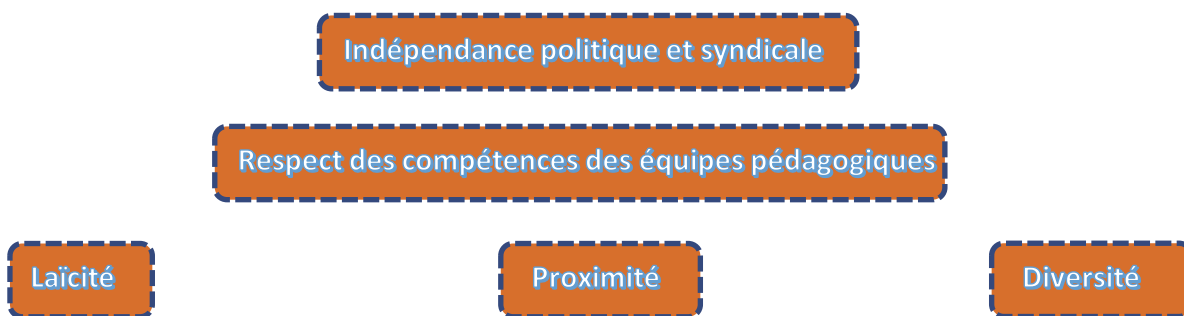 Indépendance politique et syndicale
Respect des compétences des équipes pédagogiques
Laïcité
Proximité
Diversité